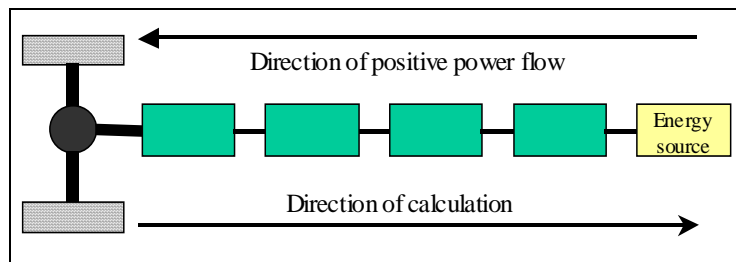 Direction of positive power flow
Energy
source
Direction of calculation